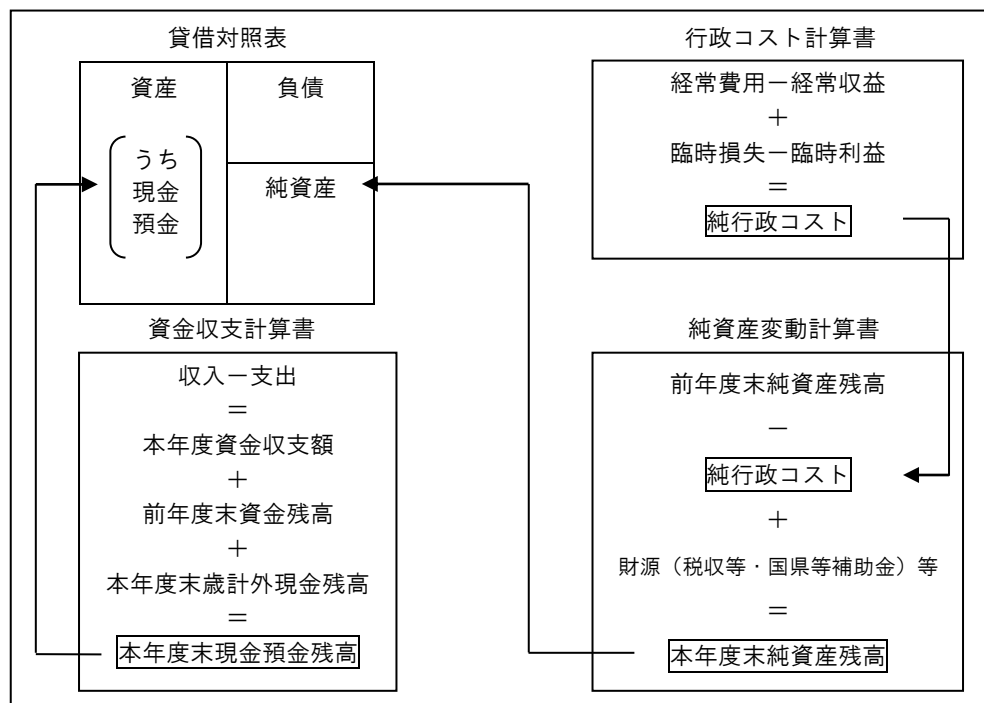 貸借対照表
資産
負債
うち
現金
預金
純資産
行政コスト計算書
経常費用－経常収益
＋
臨時損失－臨時利益
＝
純行政コスト
資金収支計算書
収入－支出
＝
本年度資金収支額
＋
前年度末資金残高
＋
本年度末歳計外現金残高
＝
本年度末現金預金残高
純資産変動計算書
前年度末純資産残高
－
純行政コスト
＋
財源（税収等・国県等補助金）等
＝
本年度末純資産残高